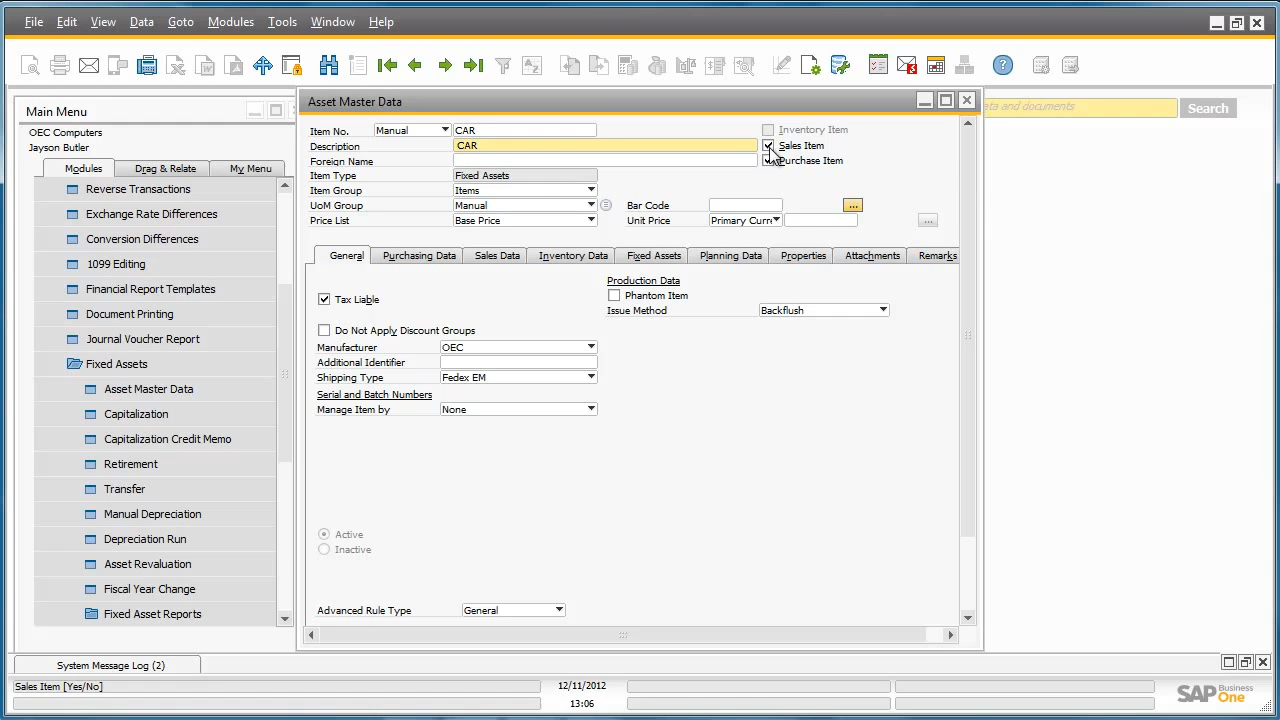 File Edit View Data Goto Modules Tools Window Help
Main Menu
OEC Computers
Jayson Butler
Modules Drag & Relate My Menu
Reverse Transactions
Exchange Rate Differences
Conversion Differences
1099 Editing
Financial Report Templates
Document Printing
Journal Voucher Report
Fixed Assets
Asset Master Data
Capitalization
Capitalization Credit Memo
Retirement
Transfer
Manual Depreciation
Depreciation Run
Asset Revaluation
Fiscal Year Change
Fixed Asset Reports
Asset Master Data
ata and documents Search
Item No. Manual CAR Inventory Item
Description CAR Sales Item
Foreign Name Purchase Item
Item Type Fixed Assets
Item Group Items
UoM Group Manual Bar Code ...
Price List Base Price Unit Price Primary Curr ...
General Purchasing Data Sales Data Inventory Data Fixed Assets Planning Data Properties Attachments Remarks
Production Data
Tax Liable Phantom Item
Issue Method Backflush
Do Not Apply Discount Groups
Manufacturer OEC
Additional Identifier
Shipping Type Fedex EM
Serial and Batch Numbers
Manage Item by None
Active
Inactive
Advanced Rule Type General
System Message Log (2)
Sales Item [Yes/No] 12/11/2012
13:06
SAP Business One